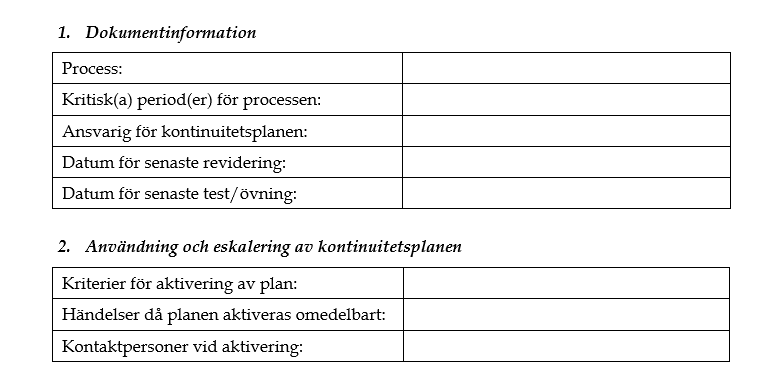 1. Dokumentinformation
Process:
Kritisk(a) period(er) för processen:
Ansvarig för kontinuitetsplanen:
Datum för senaste revidering:
Datum för senaste test/övning:
2. Användning och eskalering av kontinuitetsplanen
Kriterier för aktivering av plan:
Händelser då planen aktiveras omedelbart:
Kontaktpersoner vid aktivering: